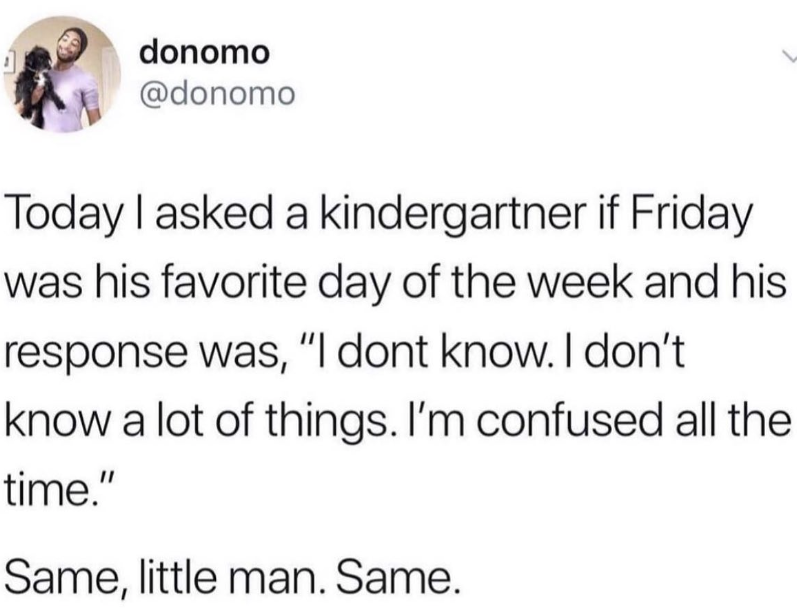 donomo
@donomo
Today I asked a kindergartner if Friday
was his favorite day of the week and his
response was, "I dont know. I don't
know a lot of things. I'm confused all the
time."
Same, little man. Same.